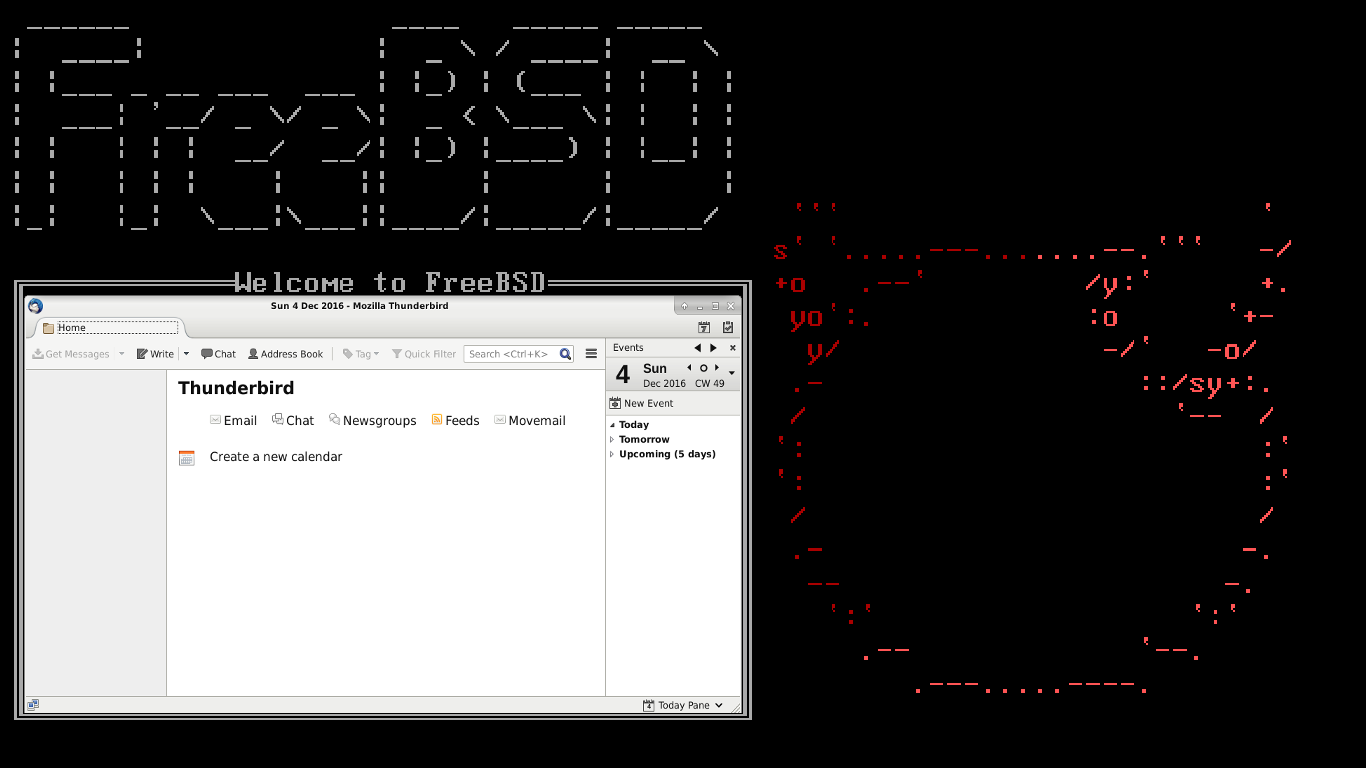 FreeBSD
Welcome to FreeBSD
Sun 4 Dec 2016 - Mozilla Thunderbird
Home
Get Messages Write Chat Address Book Tag Quick Filter Search <Ctrl+K>
Events
4 Sun
Dec 2016 CW 49
New Event
Today
Tomorrow
Upcoming (5 days)
Thunderbird
Email Chat Newsgroups Feeds Movemail
Create a new calendar
Today Pane